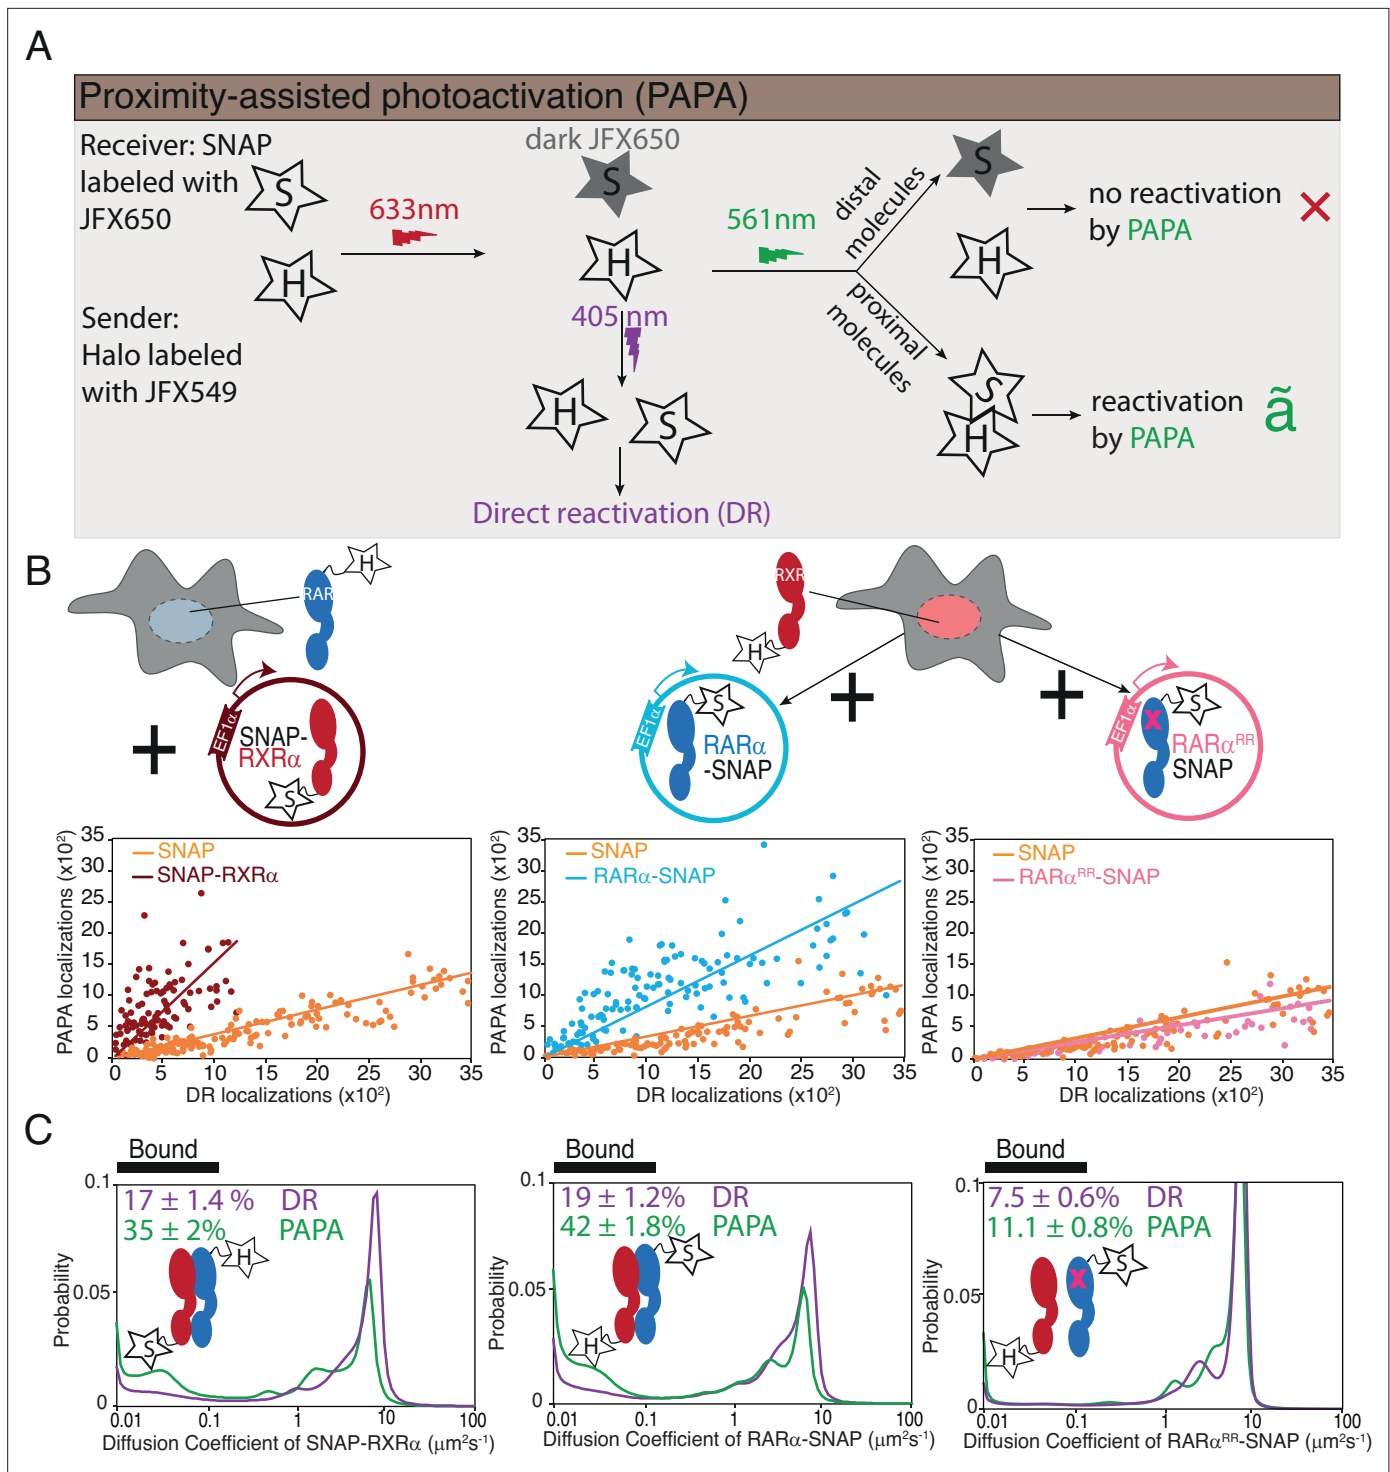 A
Proximity-assisted photoactivation (PAPA)
Receiver: SNAP
labeled with
JFX650
S
H
633nm
Sender:
Halo labeled
with JFX549
dark JFX650
S
H
405 nm
H
S
Direct reactivation (DR)
561nm
distal
molecules
proximal
molecules
S
H
no reactivation
by PAPA
S
H
reactivation
by PAPA
ã
B
H
RAR
+
EF1α
SNAP-
RXRα
S
RXR
H
+
EF1α
S
RARα
-SNAP
+
EF1α
X
S
RARα^RR
SNAP
PAPA localizations (x10²)
35
30
25
20
15
10
5
0
SNAP
SNAP-RXRα
0 5 10 15 20 25 30 35
DR localizations (x10²)
PAPA localizations (x10²)
35
30
25
20
15
10
5
0
SNAP
RARα-SNAP
0 5 10 15 20 25 30 35
DR localizations (x10²)
PAPA localizations (x10²)
35
30
25
20
15
10
5
0
SNAP
RARα^RR-SNAP
0 5 10 15 20 25 30 35
DR localizations (x10²)
C
Bound
17 ± 1.4 % DR
35 ± 2% PAPA
H
S
Probability
0.1
0.05
0
0.01 0.1 1 10 100
Diffusion Coefficient of SNAP-RXRα (μm²s⁻¹)
Bound
19 ± 1.2% DR
42 ± 1.8% PAPA
S
H
Probability
0.1
0.05
0
0.01 0.1 1 10 100
Diffusion Coefficient of RARα-SNAP (μm²s⁻¹)
Bound
7.5 ± 0.6% DR
11.1 ± 0.8% PAPA
X
S
H
Probability
0.1
0.05
0
0.01 0.1 1 10 100
Diffusion Coefficient of RARα^RR-SNAP (μm²s⁻¹)